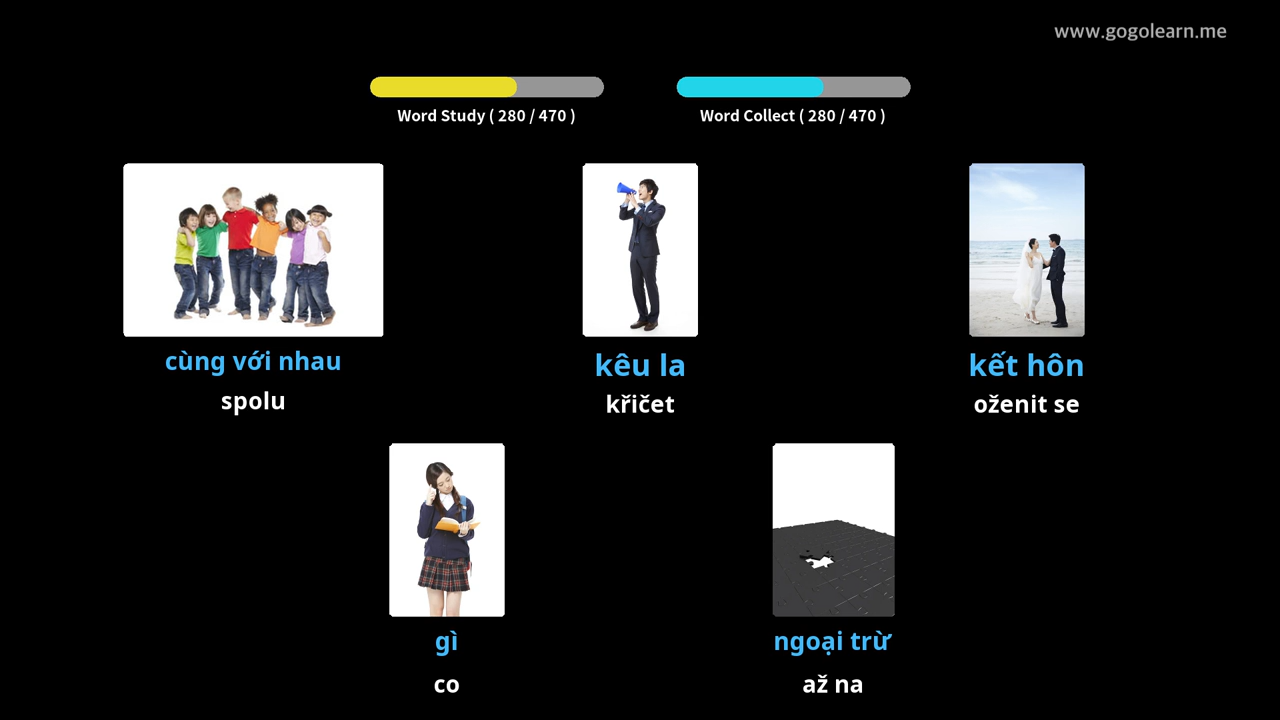 www.gogolearn.me
Word Study ( 280 / 470 )
Word Collect ( 280 / 470 )
cùng với nhau
spolu
kêu la
křičet
kết hôn
oženit se
gì
co
ngoại trừ
až na